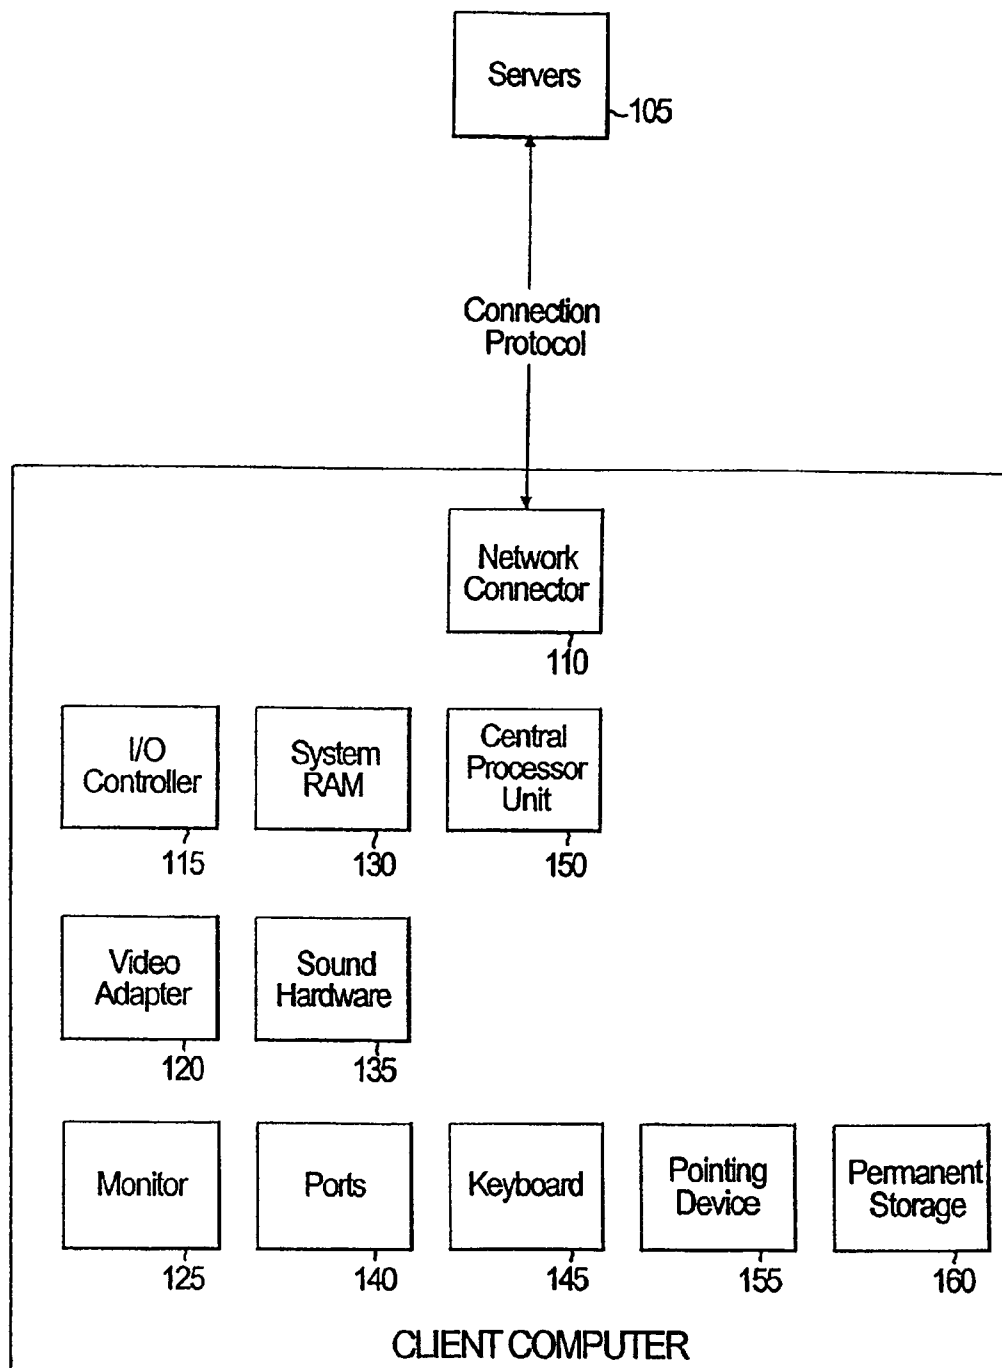 Servers
105
Connection
Protocol
Network
Connector
110
I/O
Controller
115
System
RAM
130
Central
Processor
Unit
150
Video
Adapter
120
Sound
Hardware
135
Monitor
125
Ports
140
Keyboard
145
Pointing
Device
155
Permanent
Storage
160
CLIENT COMPUTER